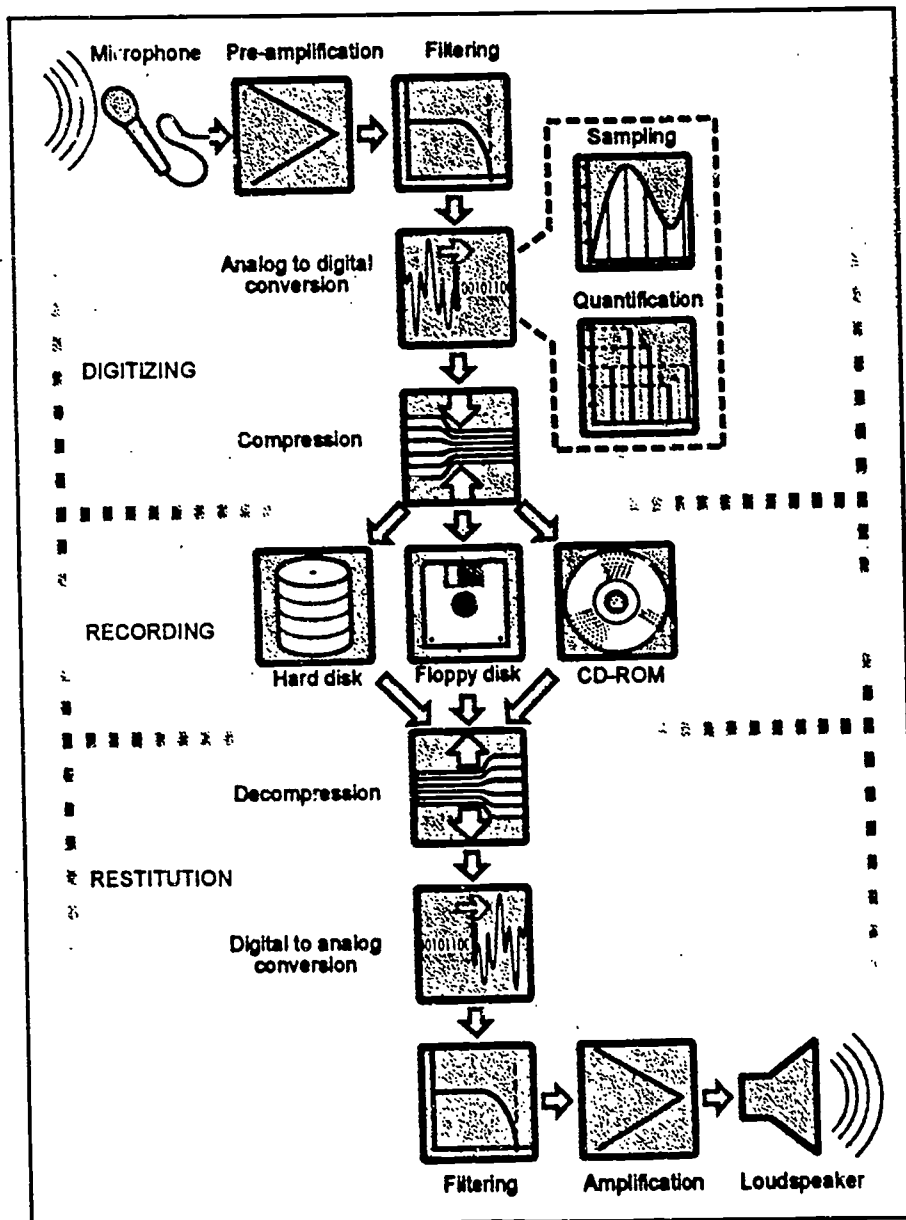 Microphone
Pre-amplification
Filtering
Sampling
Analog to digital
conversion
0010110
Quantification
DIGITIZING
Compression
RECORDING
Hard disk
Floppy disk
CD-ROM
Decompression
RESTITUTION
Digital to analog
conversion
Filtering
Amplification
Loudspeaker